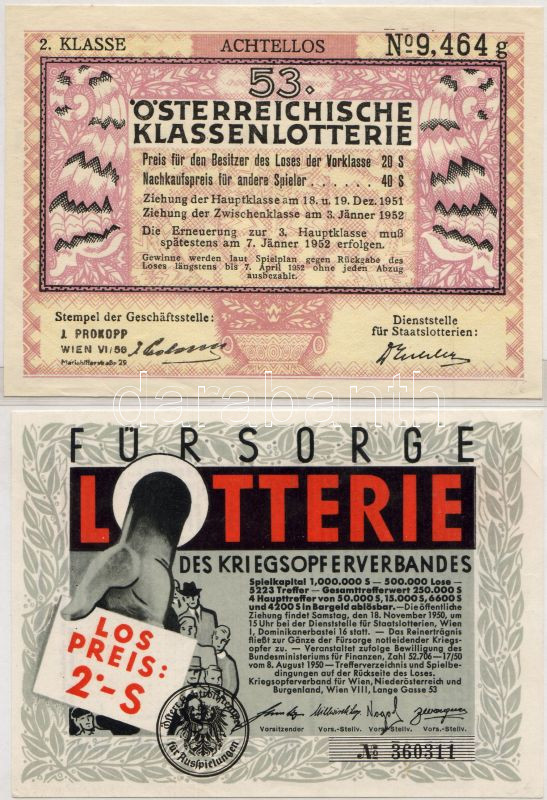 2. KLASSE ACHTELLOS Nº 9,464 g
53.
ÖSTERREICHISCHE
KLASSENLOTTERIE
Preis für den Besitzer des Loses der Vorklasse 20 S
Nachkaufspreis für andere Spieler . . . . . . 40 S
Ziehung der Hauptklasse am 18. u. 19. Dez. 1951
Ziehung der Zwischenklasse am 3. Jänner 1952
Die Erneuerung zur 3. Hauptklasse muß
spätestens am 7. Jänner 1952 erfolgen.
Gewinne werden laut Spielplan gegen Rückgabe des
Loses längstens bis 7. April 1952 ohne jeden Abzug
ausbezahlt.
Stempel der Geschäftsstelle:
J. PROKOPP
WIEN VI/56
Mariahilferstraße 29
Dienststelle
für Staatslotterien:
darabanth
FÜRSORGE
LOTTERIE
DES KRIEGSOPFERVERBANDES
Spielkapital 1,000.000 S — 500.000 Lose —
5223 Treffer — Gesamttrefferwert 250.000 S
4 Haupttreffer von 50.000 S, 15.000 S, 6600 S
und 4200 S in Bargeld ablösbar. — Die öffentliche
Ziehung findet Samstag, den 18. November 1950, um
15 Uhr bei der Dienststelle für Staatslotterien, Wien
I, Dominikanerbastei 16 statt. — Das Reinerträgnis
fließt zur Gänze der Fürsorge notleidender Kriegs-
opfer zu. — Veranstaltet zufolge Bewilligung des
Bundesministeriums für Finanzen, Zahl 52.706—17/50
vom 8. August 1950 — Trefferverzeichnis und Spielbe-
dingungen auf der Rückseite des Loses.
Kriegsopferverband für Wien, Niederösterreich und
Burgenland, Wien VIII, Lange Gasse 53
LOS
PREIS:
2·-S
Vorsitzender Vors.-Stellv. Vors.-Stellv. Vors.-Stellv.
für Ausspielungen
№ 360311